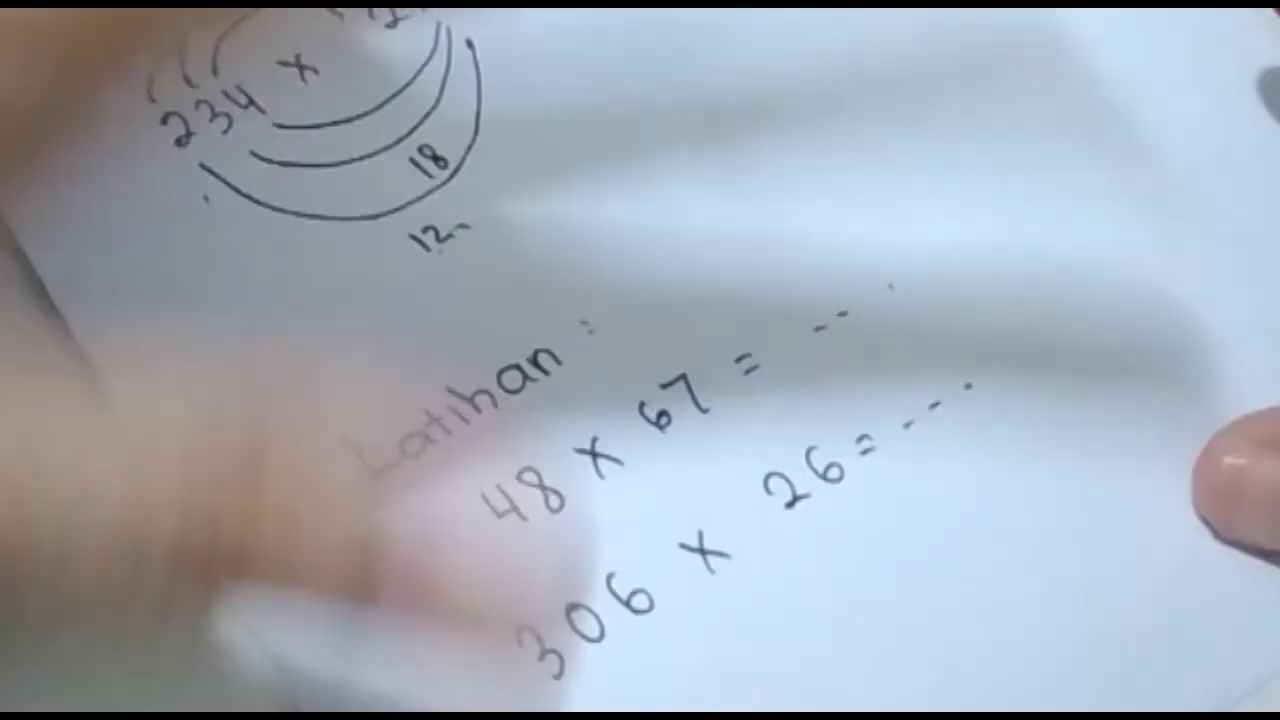 234 x
18
12
Latihan :
48 x 67 = ...
306 x 26 = ...